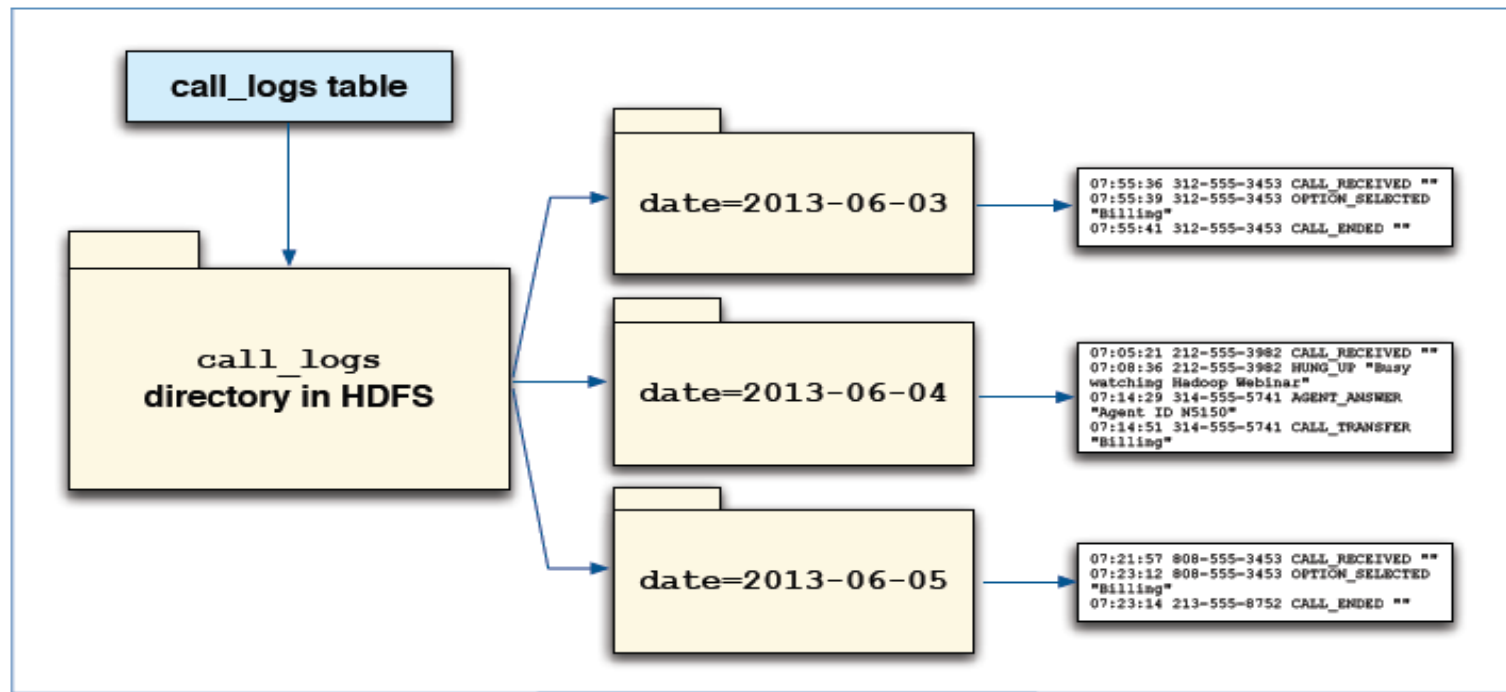 call_logs table
call_logs
directory in HDFS
date=2013-06-03
07:55:36 312-555-3453 CALL_RECEIVED ""
07:55:39 312-555-3453 OPTION_SELECTED
"Billing"
07:55:41 312-555-3453 CALL_ENDED ""
date=2013-06-04
07:05:21 212-555-3982 CALL_RECEIVED ""
07:08:36 212-555-3982 HUNG_UP "Busy
watching Hadoop Webinar"
07:14:29 314-555-5741 AGENT_ANSWER
"Agent ID N5150"
07:14:51 314-555-5741 CALL_TRANSFER
"Billing"
date=2013-06-05
07:21:57 808-555-3453 CALL_RECEIVED ""
07:23:12 808-555-3453 OPTION_SELECTED
"Billing"
07:23:14 213-555-8752 CALL_ENDED ""